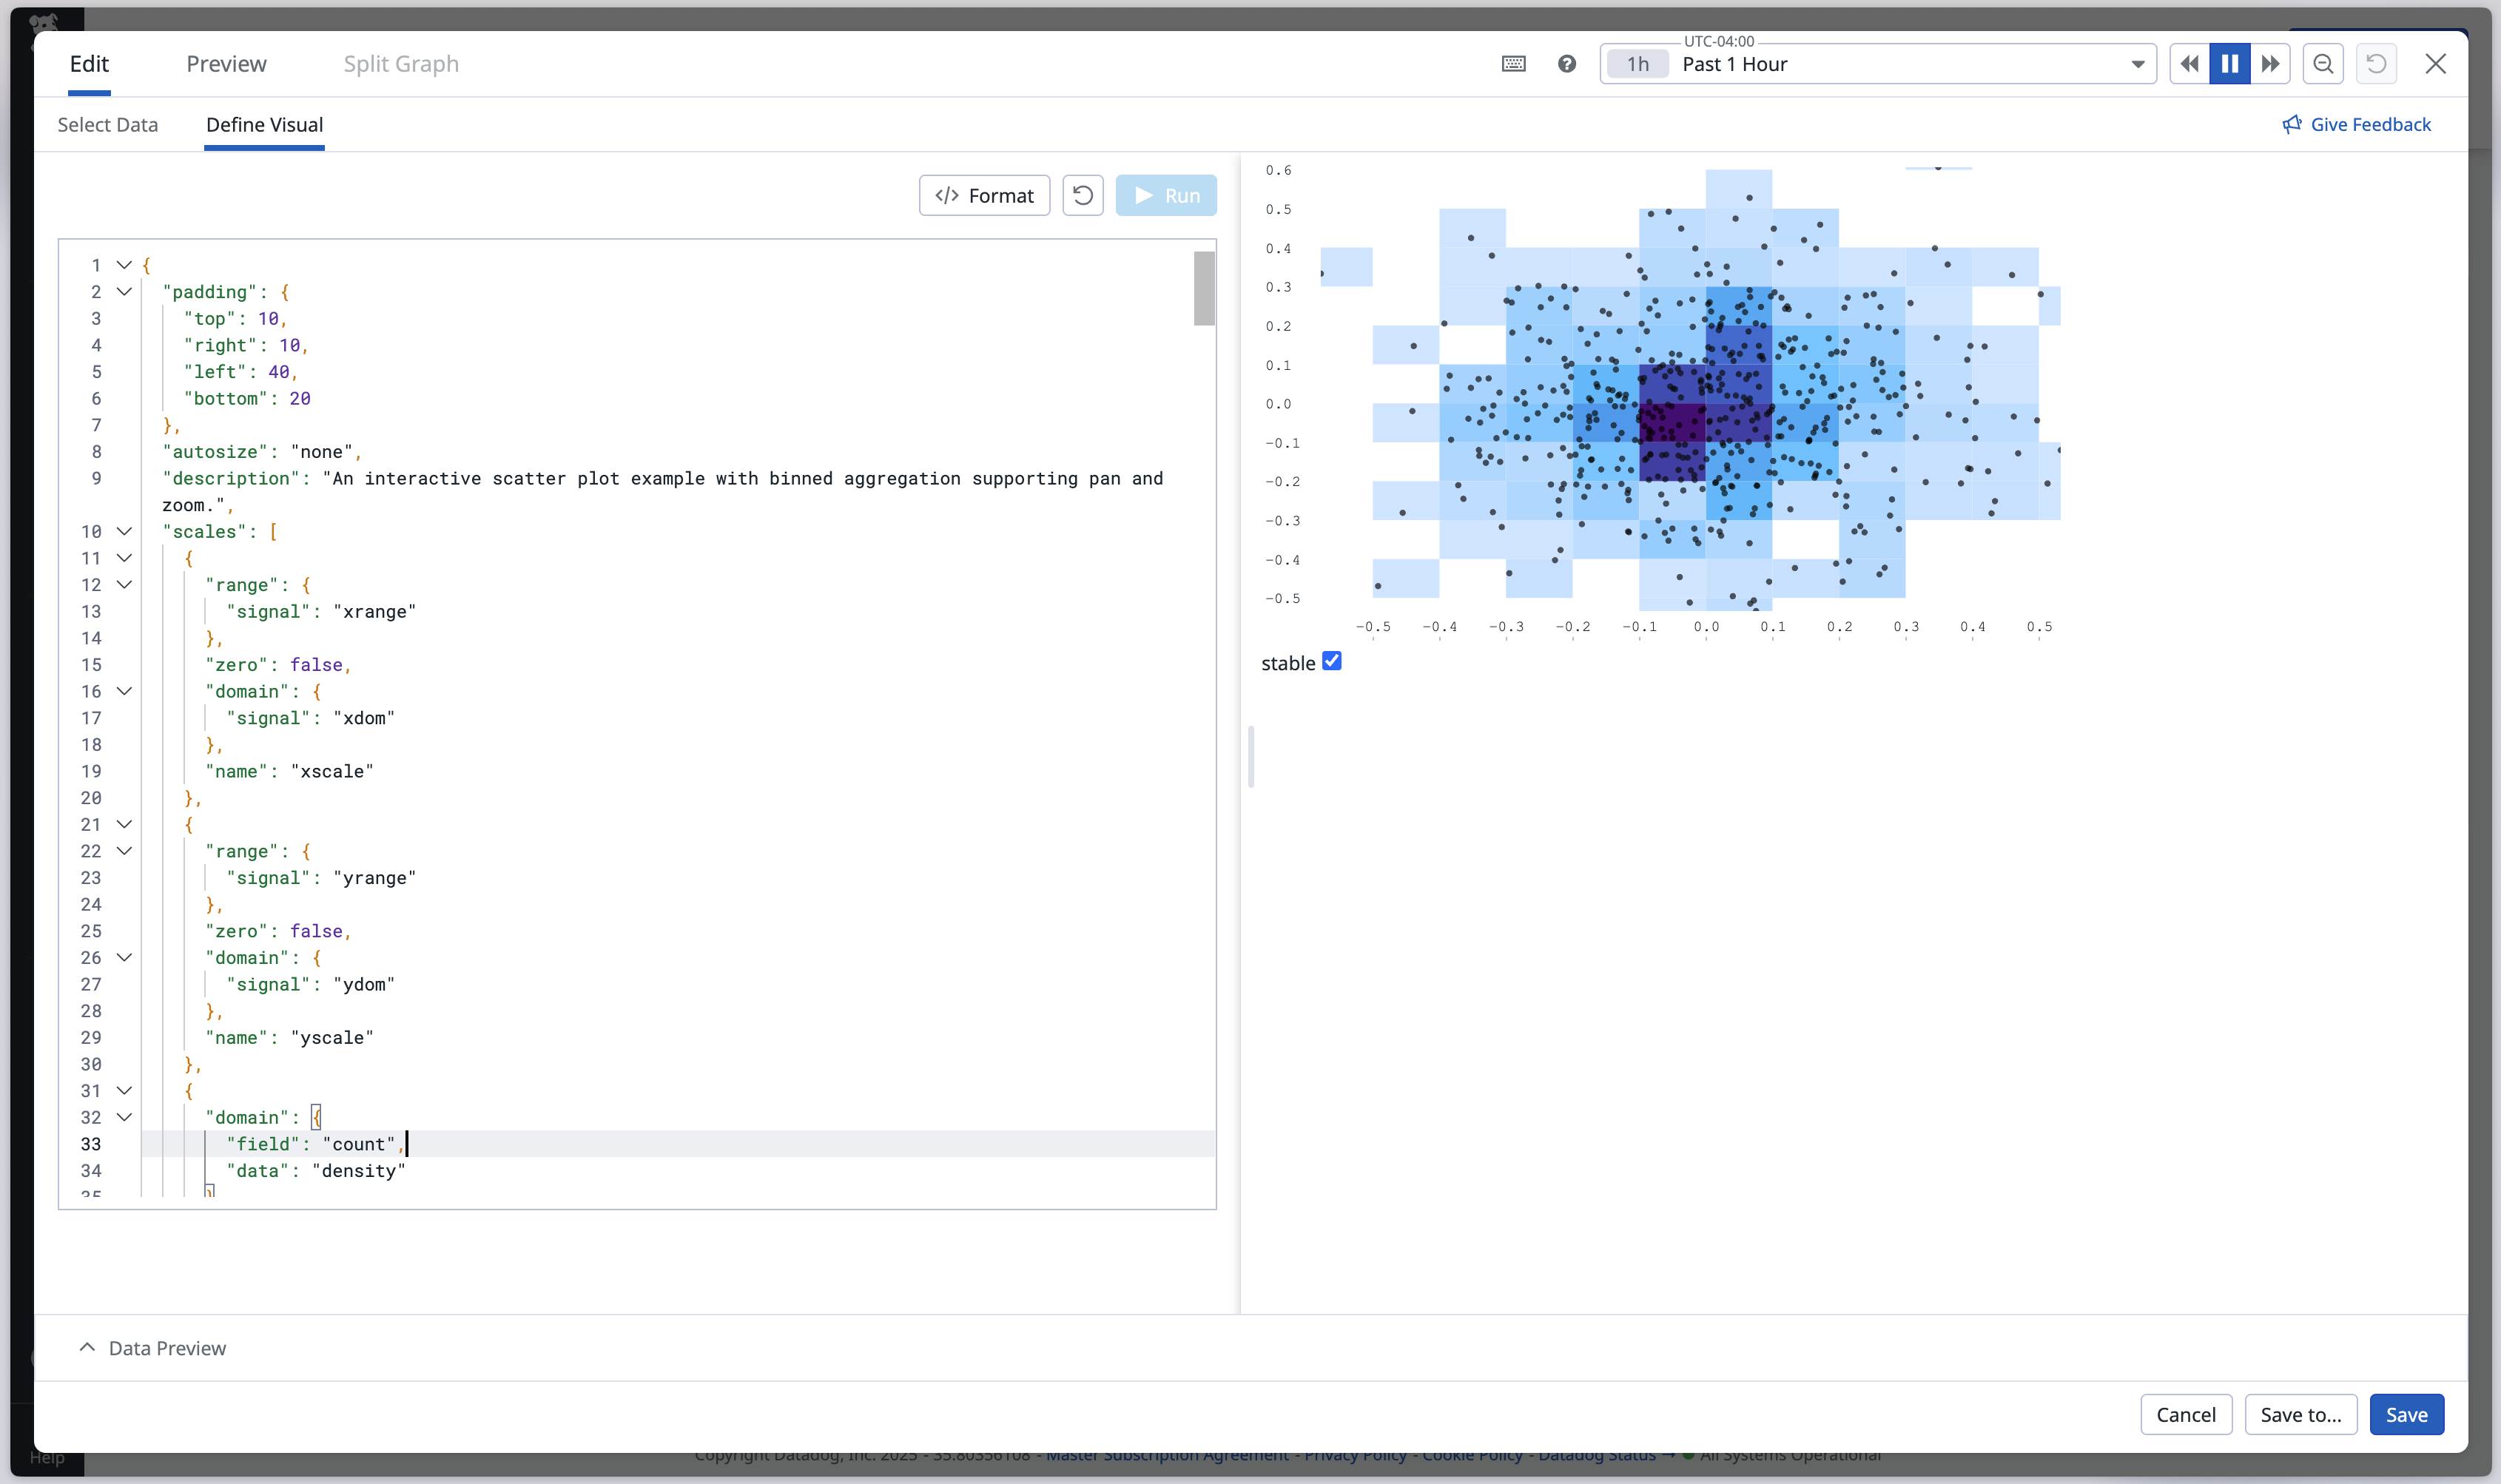 Edit Preview Split Graph UTC-04:00 1h Past 1 Hour
Select Data Define Visual Give Feedback
Format Run
1 {
2 "padding": {
3 "top": 10,
4 "right": 10,
5 "left": 40,
6 "bottom": 20
7 },
8 "autosize": "none",
9 "description": "An interactive scatter plot example with binned aggregation supporting pan and
zoom.",
10 "scales": [
11 {
12 "range": {
13 "signal": "xrange"
14 },
15 "zero": false,
16 "domain": {
17 "signal": "xdom"
18 },
19 "name": "xscale"
20 },
21 {
22 "range": {
23 "signal": "yrange"
24 },
25 "zero": false,
26 "domain": {
27 "signal": "ydom"
28 },
29 "name": "yscale"
30 },
31 {
32 "domain": {
33 "field": "count",
34 "data": "density"
35 }
0.6
0.5
0.4
0.3
0.2
0.1
0.0
−0.1
−0.2
−0.3
−0.4
−0.5
−0.5 −0.4 −0.3 −0.2 −0.1 0.0 0.1 0.2 0.3 0.4 0.5
stable
Data Preview
Cancel Save to... Save
Help
Copyright Datadog, Inc. 2025 - 35.80356108 - Master Subscription Agreement - Privacy Policy - Cookie Policy - Datadog Status → All Systems Operational